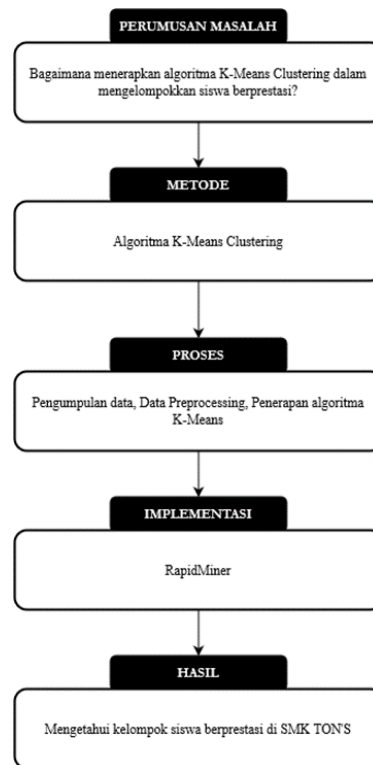 PERUMUSAN MASALAH
Bagaimana menerapkan algoritma K-Means Clustering dalam
mengelompokkan siswa berprestasi?
METODE
Algoritma K-Means Clustering
PROSES
Pengumpulan data, Data Preprocessing, Penerapan algoritma
K-Means
IMPLEMENTASI
RapidMiner
HASIL
Mengetahui kelompok siswa berprestasi di SMK TON'S